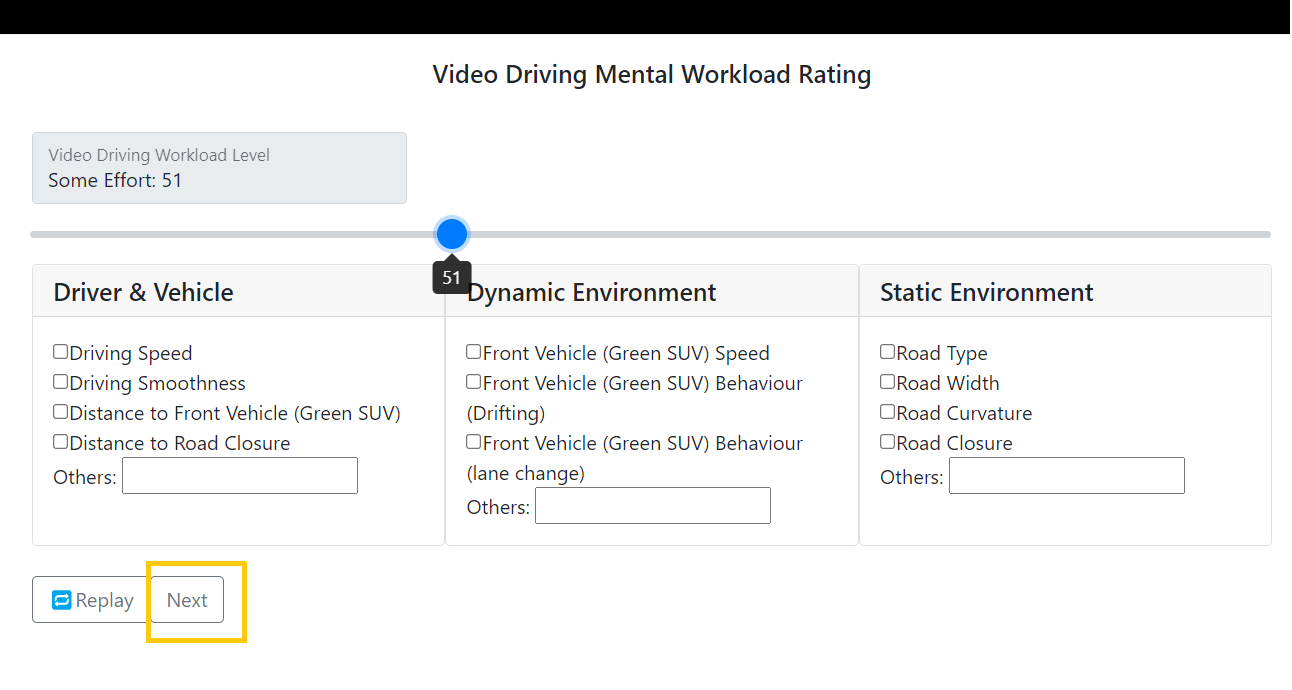 Video Driving Mental Workload Rating
Video Driving Workload Level
Some Effort: 51
51
Driver & Vehicle
Driving Speed
Driving Smoothness
Distance to Front Vehicle (Green SUV)
Distance to Road Closure
Others:
Dynamic Environment
Front Vehicle (Green SUV) Speed
Front Vehicle (Green SUV) Behaviour
(Drifting)
Front Vehicle (Green SUV) Behaviour
(lane change)
Others:
Static Environment
Road Type
Road Width
Road Curvature
Road Closure
Others:
Replay
Next